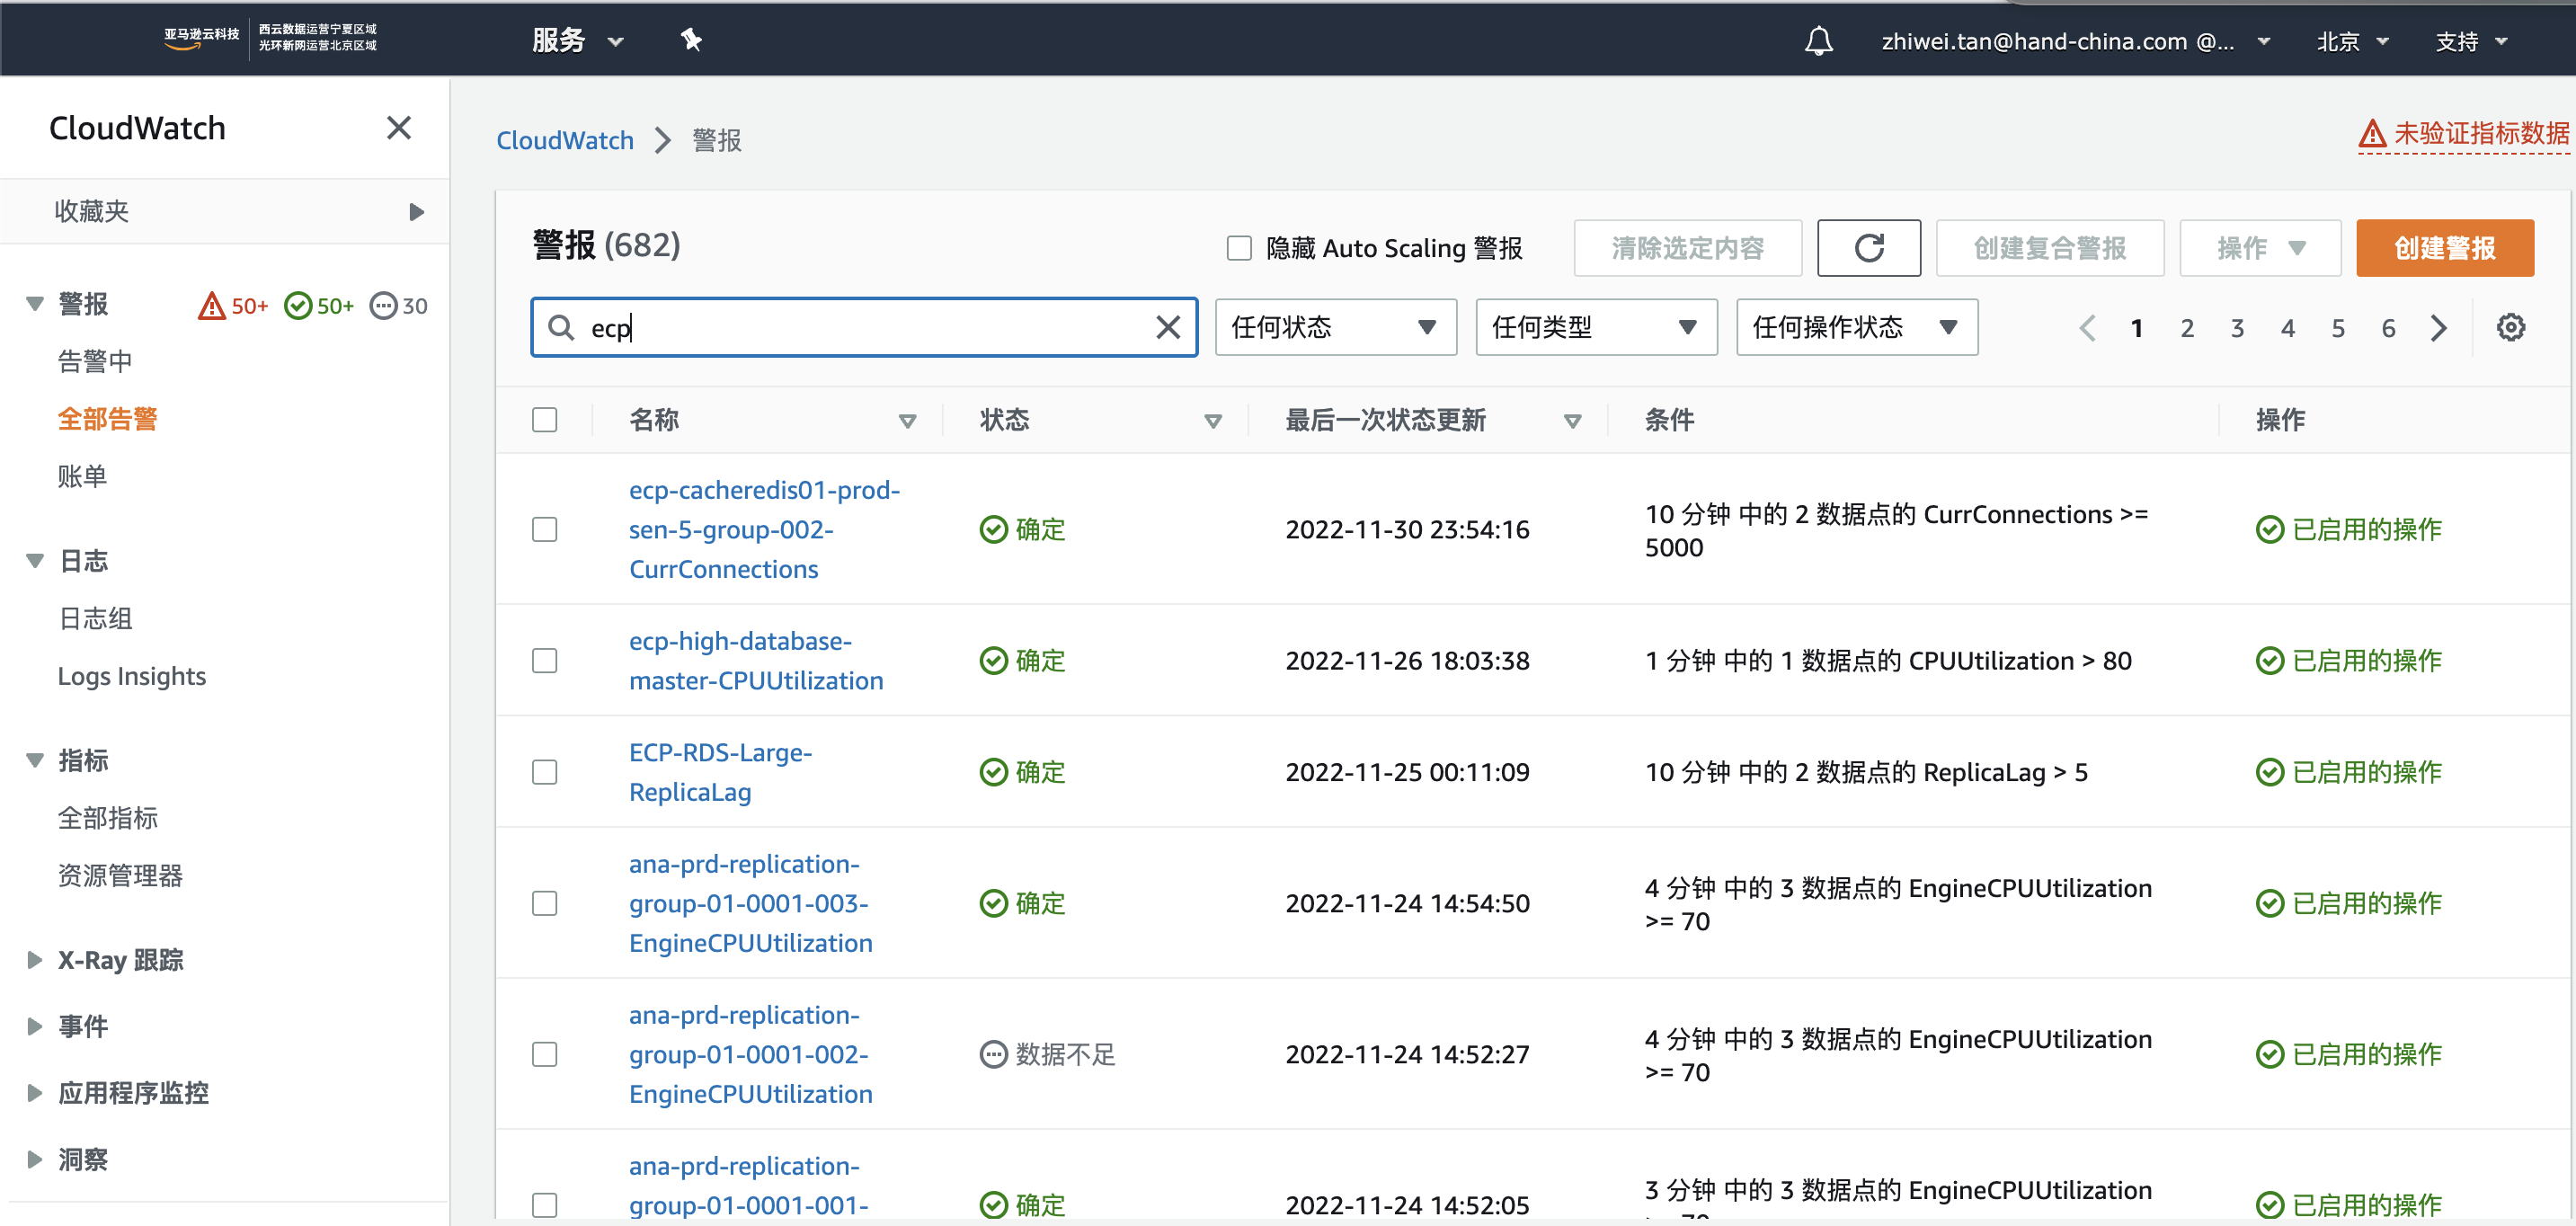 亚马逊云科技
西云数据运营宁夏区域
光环新网运营北京区域
服务
zhiwei.tan@hand-china.com @...
北京
支持
CloudWatch
收藏夹
警报 50+ 50+ 30
告警中
全部告警
账单
日志
日志组
Logs Insights
指标
全部指标
资源管理器
X-Ray 跟踪
事件
应用程序监控
洞察
CloudWatch 警报
未验证指标数据
警报 (682)
隐藏 Auto Scaling 警报
清除选定内容
创建复合警报
操作
创建警报
ecp
任何状态
任何类型
任何操作状态
1 2 3 4 5 6
名称 状态 最后一次状态更新 条件 操作
ecp-cacheredis01-prod-
sen-5-group-002-
CurrConnections
确定
2022-11-30 23:54:16
10 分钟 中的 2 数据点的 CurrConnections >=
5000
已启用的操作
ecp-high-database-
master-CPUUtilization
确定
2022-11-26 18:03:38
1 分钟 中的 1 数据点的 CPUUtilization > 80
已启用的操作
ECP-RDS-Large-
ReplicaLag
确定
2022-11-25 00:11:09
10 分钟 中的 2 数据点的 ReplicaLag > 5
已启用的操作
ana-prd-replication-
group-01-0001-003-
EngineCPUUtilization
确定
2022-11-24 14:54:50
4 分钟 中的 3 数据点的 EngineCPUUtilization
>= 70
已启用的操作
ana-prd-replication-
group-01-0001-002-
EngineCPUUtilization
数据不足
2022-11-24 14:52:27
4 分钟 中的 3 数据点的 EngineCPUUtilization
>= 70
已启用的操作
ana-prd-replication-
group-01-0001-001-
确定
2022-11-24 14:52:05
3 分钟 中的 3 数据点的 EngineCPUUtilization
已启用的操作